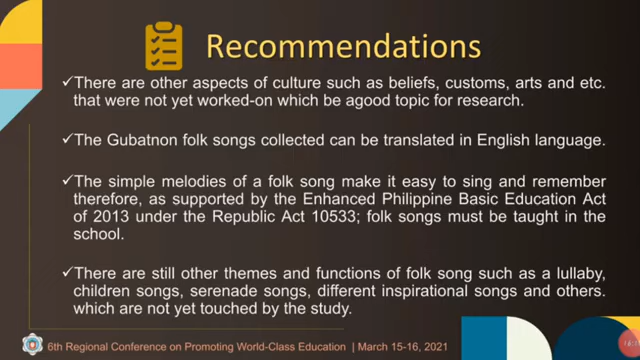 Recommendations
✓There are other aspects of culture such as beliefs, customs, arts and etc.
that were not yet worked-on which be agood topic for research.
✓The Gubatnon folk songs collected can be translated in English language.
✓The simple melodies of a folk song make it easy to sing and remember
therefore, as supported by the Enhanced Philippine Basic Education Act
of 2013 under the Republic Act 10533; folk songs must be taught in the
school.
✓There are still other themes and functions of folk song such as a lullaby,
children songs, serenade songs, different inspirational songs and others.
which are not yet touched by the study.
6th Regional Conference on Promoting World-Class Education | March 15-16, 2021